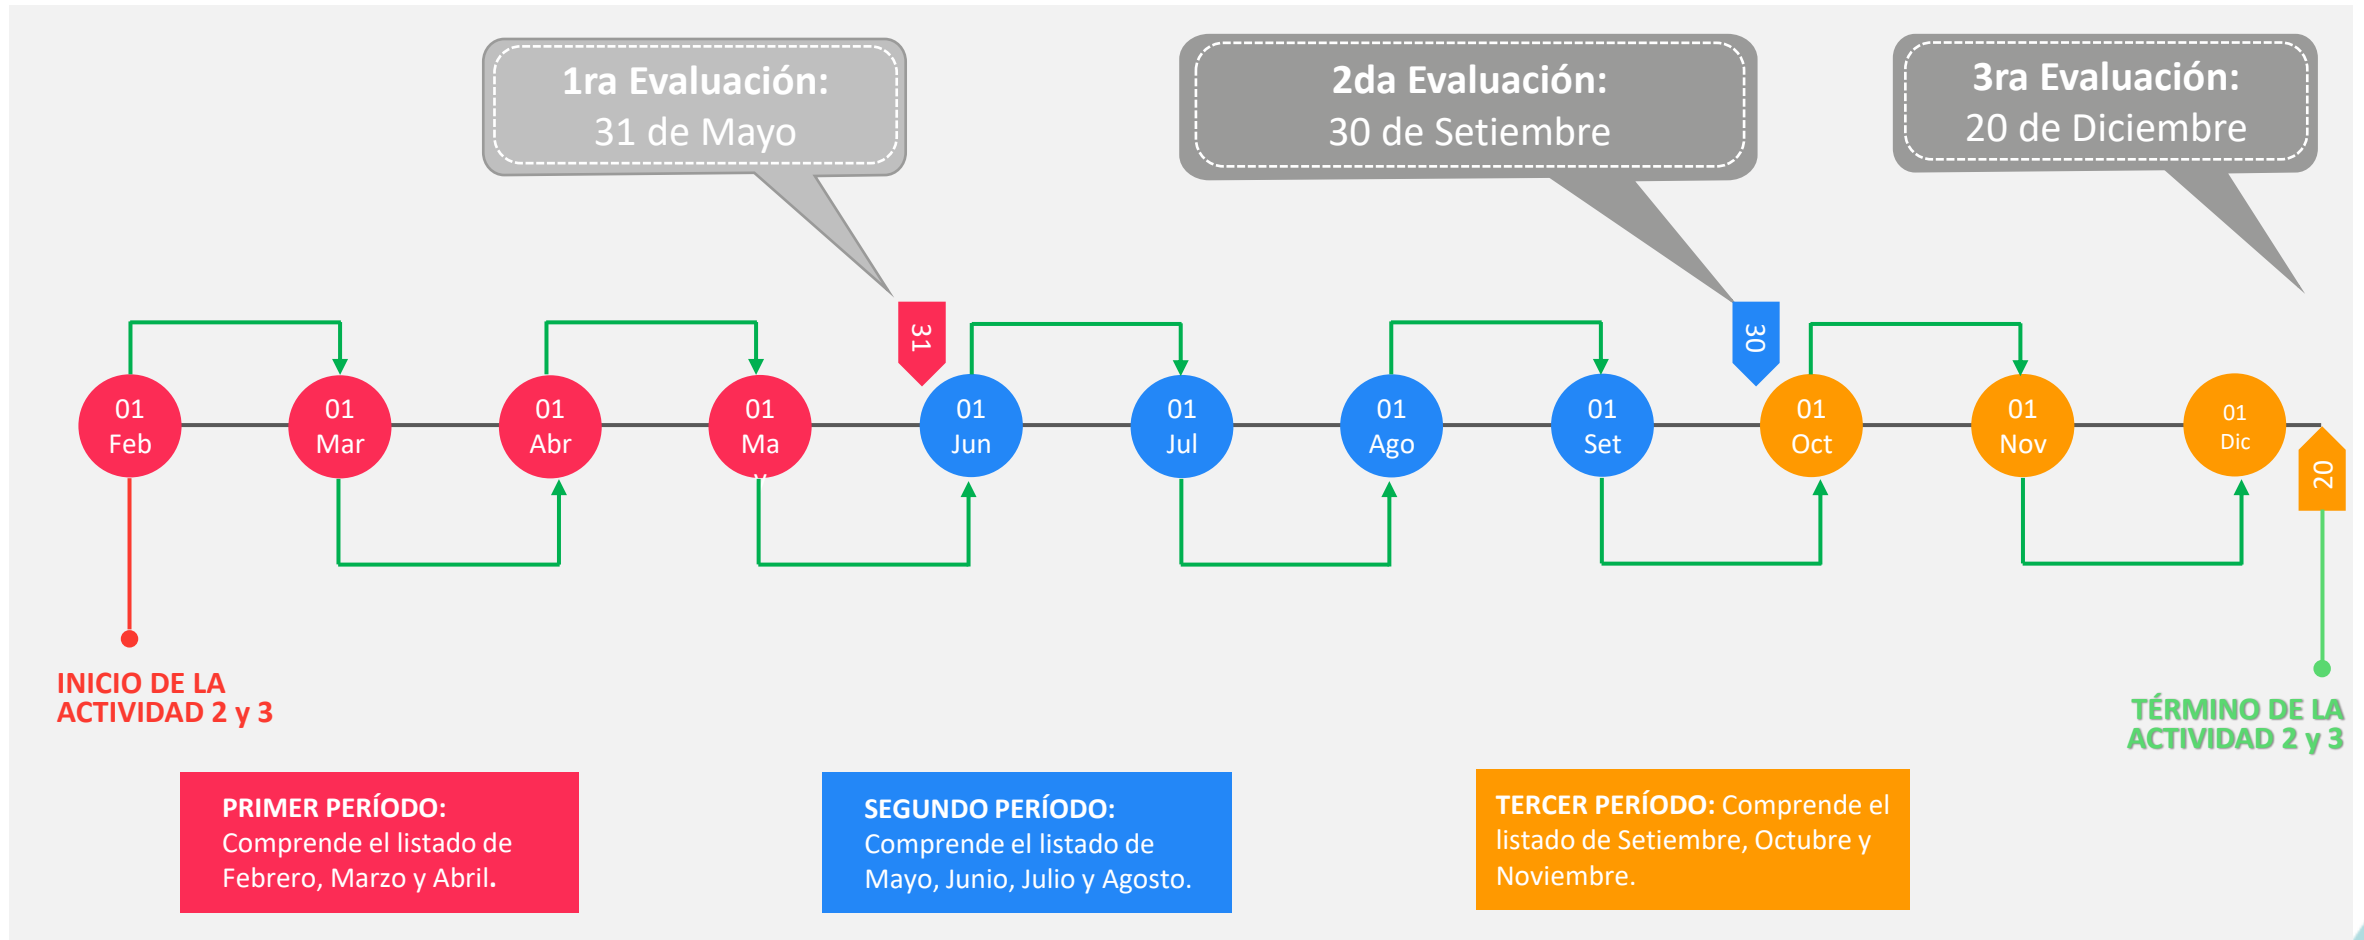 1ra Evaluación:
31 de Mayo
2da Evaluación:
30 de Setiembre
3ra Evaluación:
20 de Diciembre
31
30
01
Feb
01
Mar
01
Abr
01
Ma
y
01
Jun
01
Jul
01
Ago
01
Set
01
Oct
01
Nov
01
Dic
20
INICIO DE LA
ACTIVIDAD 2 y 3
TÉRMINO DE LA
ACTIVIDAD 2 y 3
PRIMER PERÍODO:
Comprende el listado de
Febrero, Marzo y Abril.
SEGUNDO PERÍODO:
Comprende el listado de
Mayo, Junio, Julio y Agosto.
TERCER PERÍODO: Comprende el
listado de Setiembre, Octubre y
Noviembre.